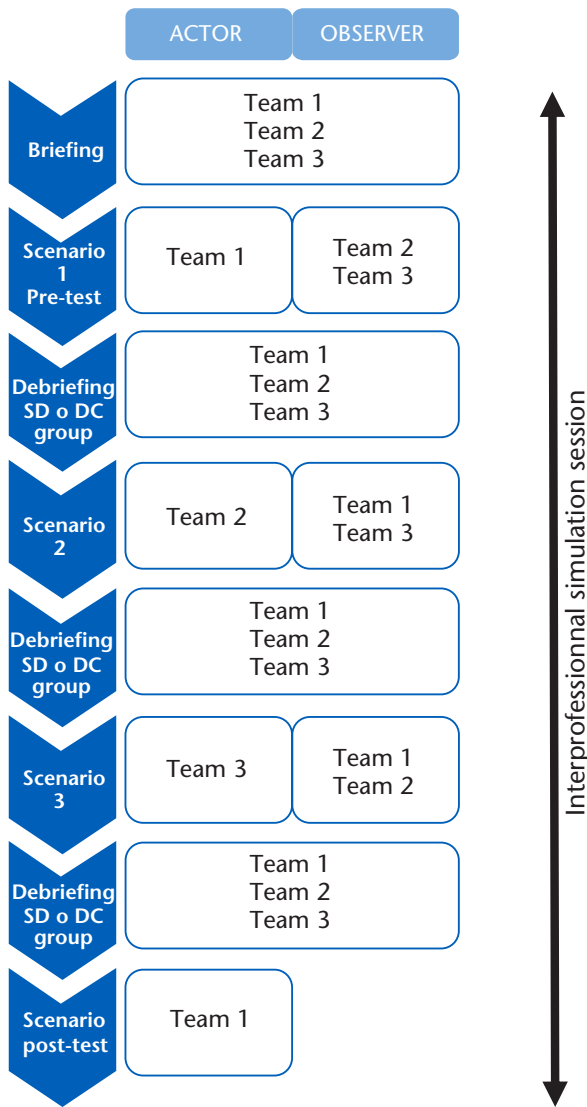 ACTOR
OBSERVER
Briefing
Team 1
Team 2
Team 3
Scenario
1
Pre-test
Team 1
Team 2
Team 3
Debriefing
SD o DC
group
Team 1
Team 2
Team 3
Scenario
2
Team 2
Team 1
Team 3
Debriefing
SD o DC
group
Team 1
Team 2
Team 3
Scenario
3
Team 3
Team 1
Team 2
Debriefing
SD o DC
group
Team 1
Team 2
Team 3
Scenario
post-test
Team 1
Interprofessionnal simulation session